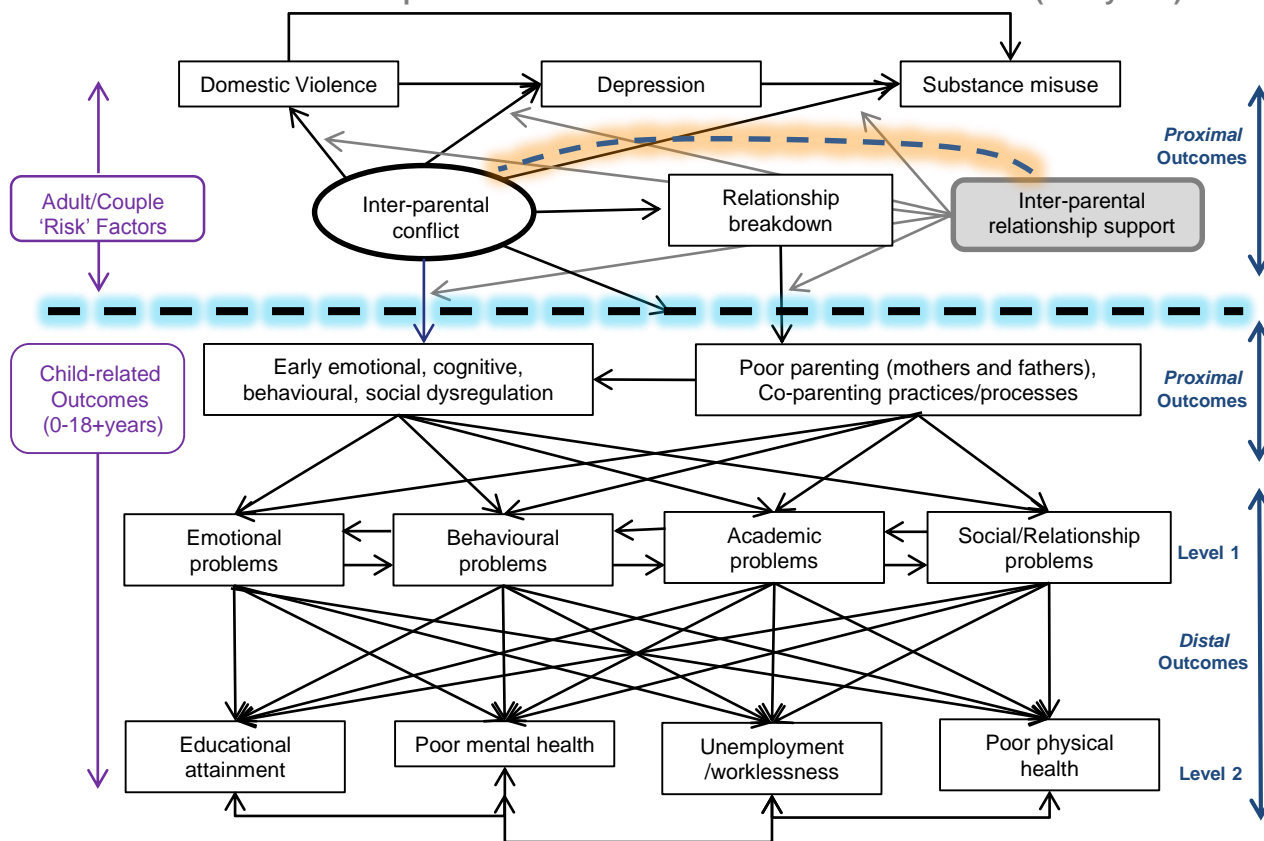 Domestic Violence
Depression
Substance misuse
Proximal
Outcomes
Adult/Couple
‘Risk’ Factors
Inter-parental
conflict
Relationship
breakdown
Inter-parental
relationship support
Child-related
Outcomes
(0-18+years)
Early emotional, cognitive,
behavioural, social dysregulation
Poor parenting (mothers and fathers),
Co-parenting practices/processes
Proximal
Outcomes
Emotional
problems
Behavioural
problems
Academic
problems
Social/Relationship
problems
Level 1
Distal
Outcomes
Educational
attainment
Poor mental health
Unemployment
/worklessness
Poor physical
health
Level 2